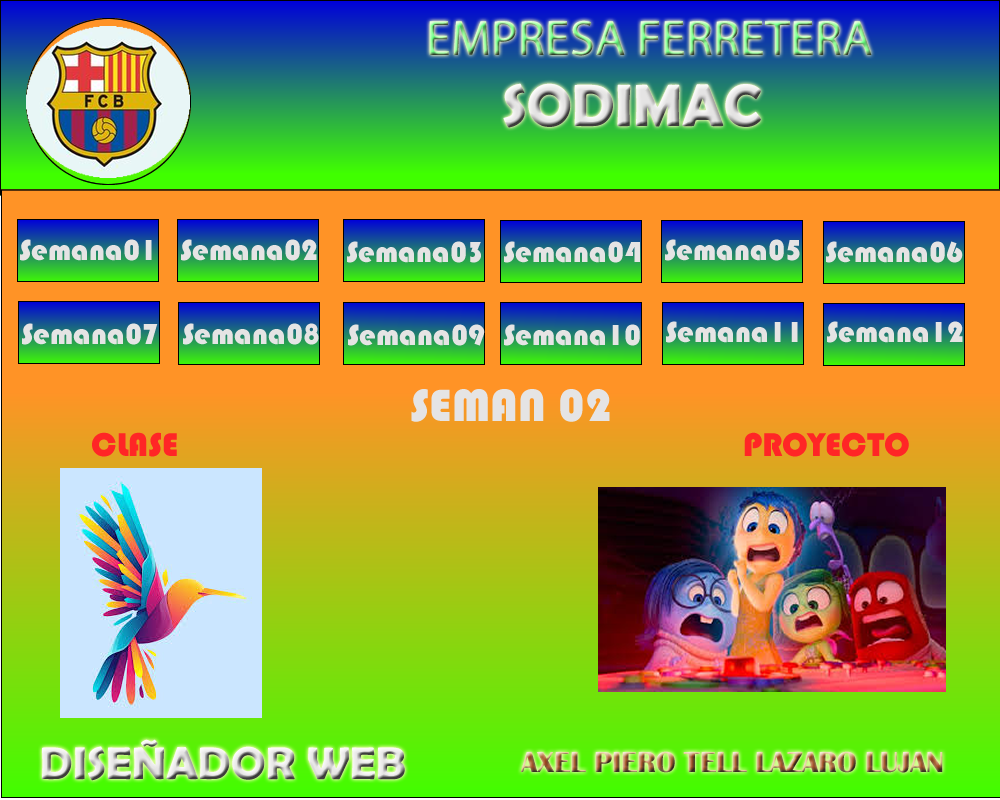 EMPRESA FERRETERA
SODIMAC
FCB
Semana01 Semana02 Semana03 Semana04 Semana05 Semana06
Semana07 Semana08 Semana09 Semana10 Semana11 Semana12
SEMAN 02
CLASE PROYECTO
DISEÑADOR WEB AXEL PIERO TELL LAZARO LUJAN